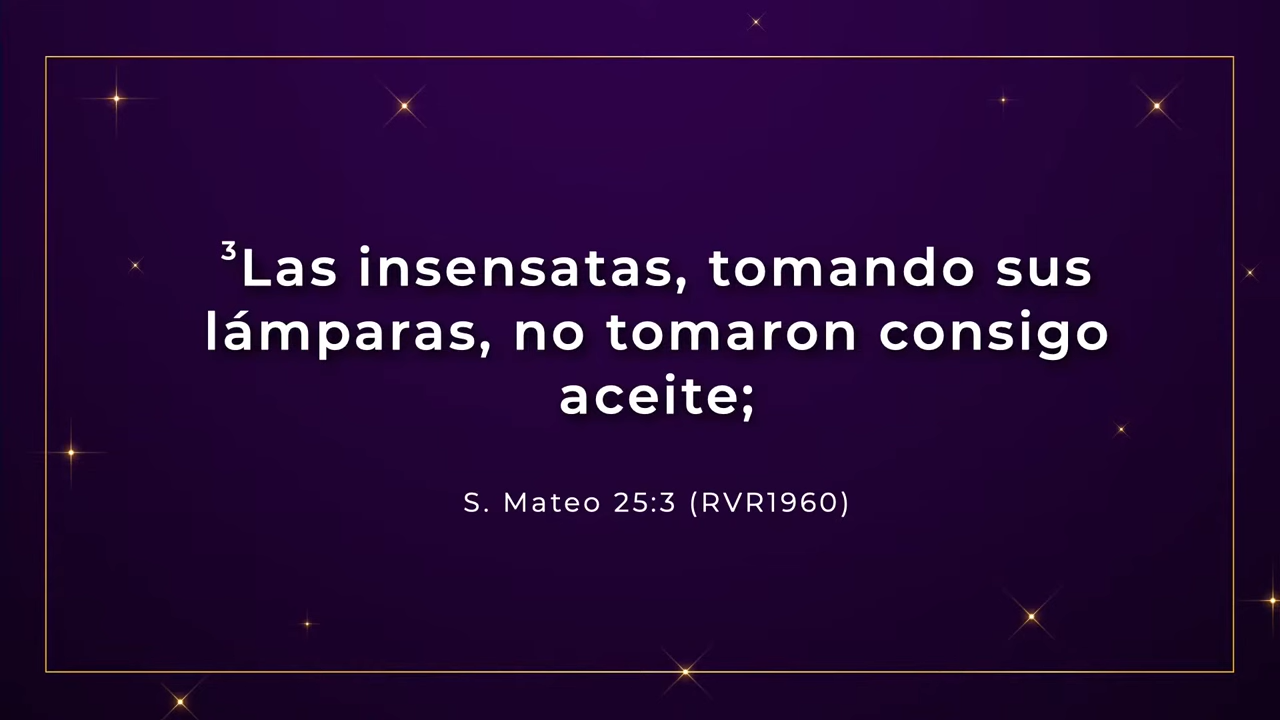 ³Las insensatas, tomando sus
lámparas, no tomaron consigo
aceite;
S. Mateo 25:3 (RVR1960)